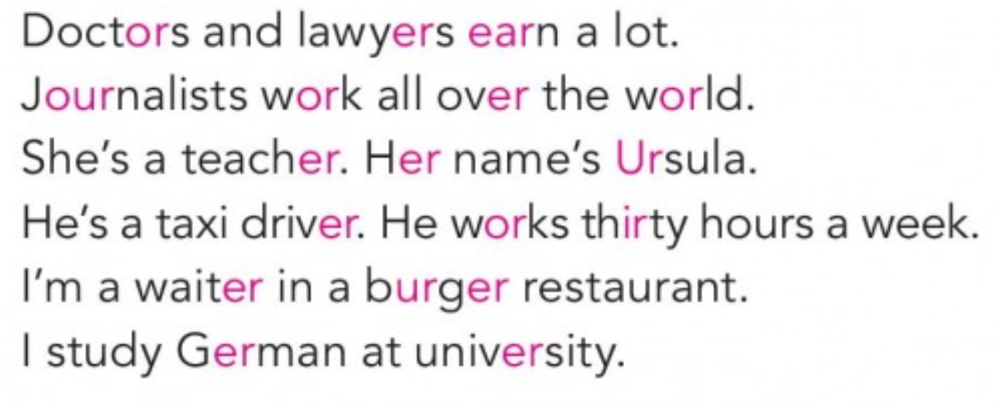 Doctors and lawyers earn a lot.
Journalists work all over the world.
She's a teacher. Her name's Ursula.
He's a taxi driver. He works thirty hours a week.
I'm a waiter in a burger restaurant.
I study German at university.